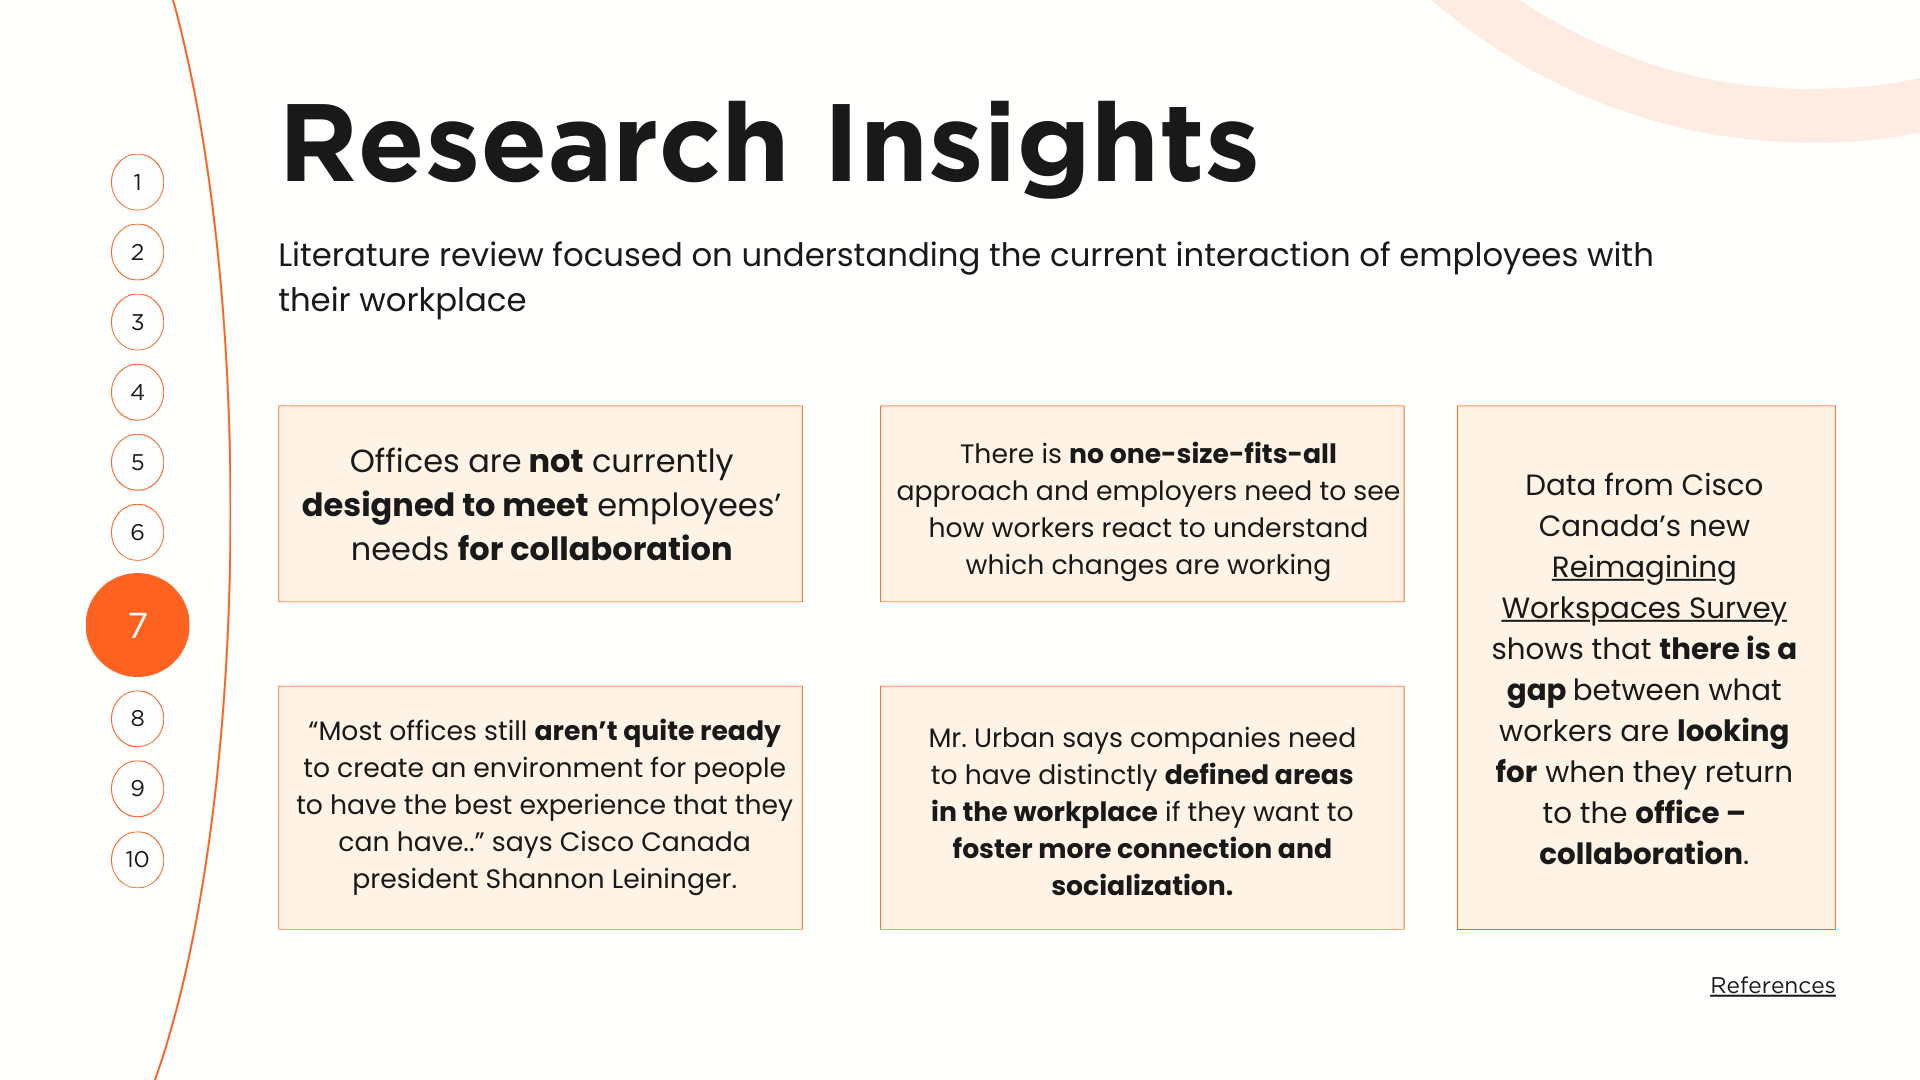 Research Insights
Literature review focused on understanding the current interaction of employees with
their workplace
1
2
3
4
5
6
7
8
9
10
Offices are not currently
designed to meet employees’
needs for collaboration
There is no one-size-fits-all
approach and employers need to see
how workers react to understand
which changes are working
“Most offices still aren’t quite ready
to create an environment for people
to have the best experience that they
can have..” says Cisco Canada
president Shannon Leininger.
Mr. Urban says companies need
to have distinctly defined areas
in the workplace if they want to
foster more connection and
socialization.
Data from Cisco
Canada’s new
Reimagining
Workspaces Survey
shows that there is a
gap between what
workers are looking
for when they return
to the office –
collaboration.
References